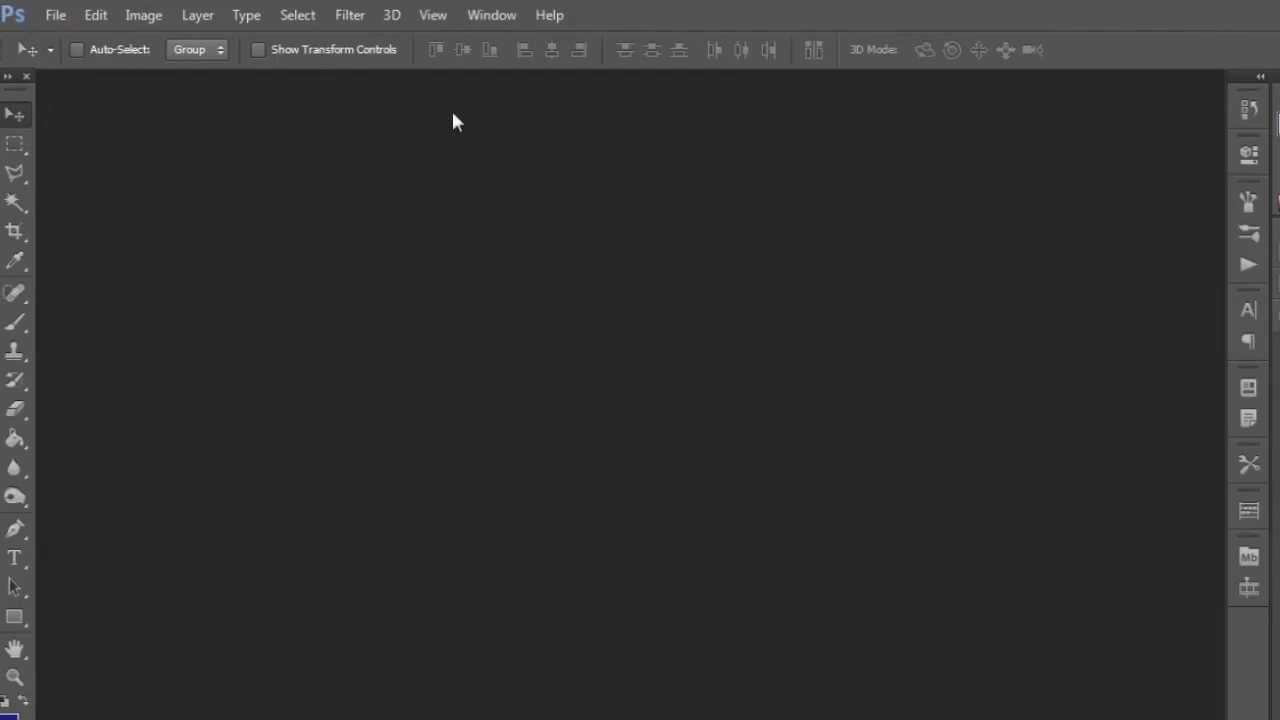 Ps File Edit Image Layer Type Select Filter 3D View Window Help
Auto-Select: Group Show Transform Controls 3D Mode:
A
Mb
T